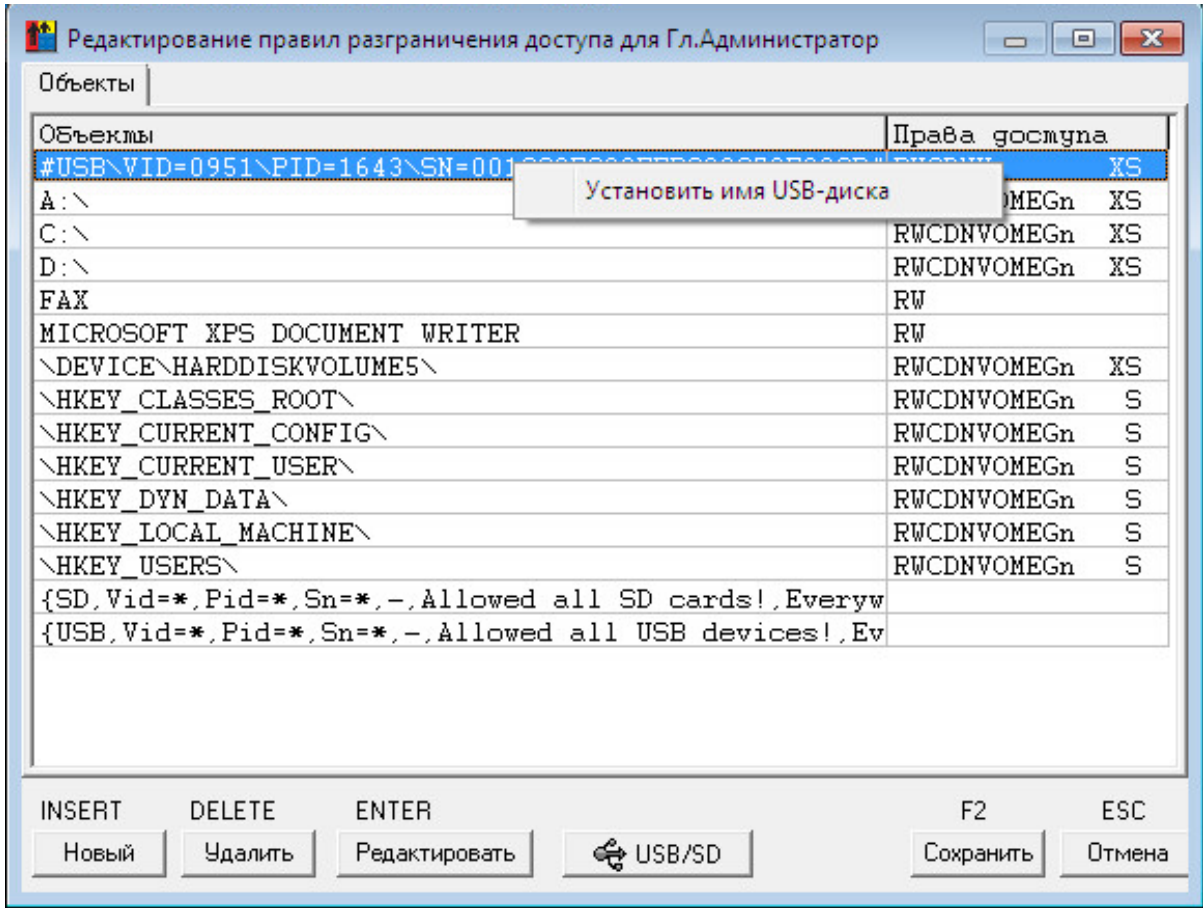 Редактирование правил разграничения доступа для Гл.Администратор
Объекты
Объекты Права доступа
#USB\VID=0951\PID=1643\SN=001 XS
Установить имя USB-диска
A:\ OMEGn XS
C:\ RWCDNVOMEGn XS
D:\ RWCDNVOMEGn XS
FAX RW
MICROSOFT XPS DOCUMENT WRITER RW
\DEVICE\HARDDISKVOLUME5\ RWCDNVOMEGn XS
\HKEY_CLASSES_ROOT\ RWCDNVOMEGn S
\HKEY_CURRENT_CONFIG\ RWCDNVOMEGn S
\HKEY_CURRENT_USER\ RWCDNVOMEGn S
\HKEY_DYN_DATA\ RWCDNVOMEGn S
\HKEY_LOCAL_MACHINE\ RWCDNVOMEGn S
\HKEY_USERS\ RWCDNVOMEGn S
{SD,Vid=*,Pid=*,Sn=*,-,Allowed all SD cards!,Everyw
{USB,Vid=*,Pid=*,Sn=*,-,Allowed all USB devices!,Ev
INSERT DELETE ENTER F2 ESC
Новый Удалить Редактировать USB/SD Сохранить Отмена